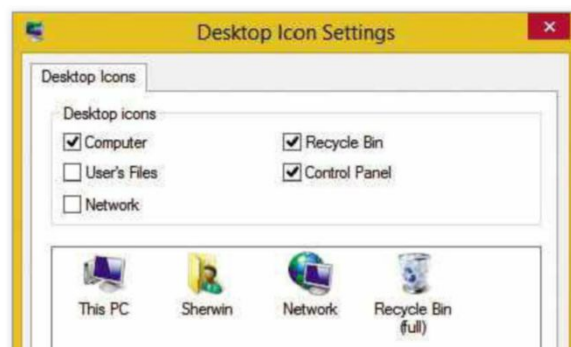 Desktop Icon Settings
Desktop Icons
Desktop icons
Computer
Recycle Bin
User's Files
Control Panel
Network
This PC
Sherwin
Network
Recycle Bin
(full)